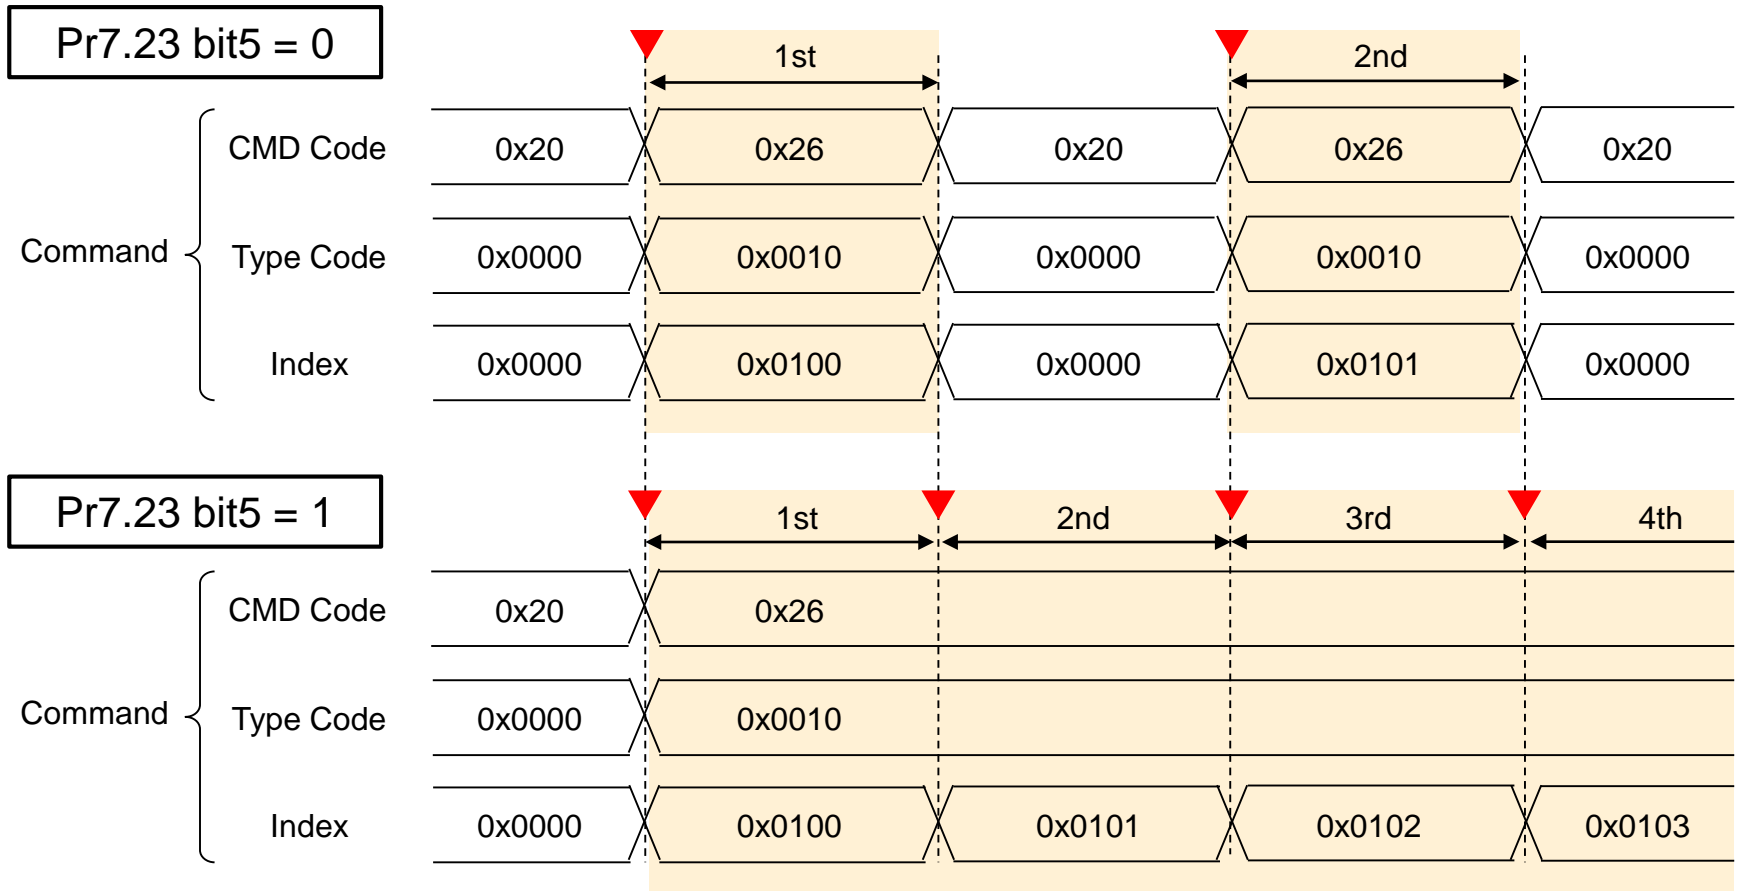 Pr7.23 bit5 = 0
1st 2nd
CMD Code 0x20 0x26 0x20 0x26 0x20
Command Type Code 0x0000 0x0010 0x0000 0x0010 0x0000
Index 0x0000 0x0100 0x0000 0x0101 0x0000
Pr7.23 bit5 = 1
1st 2nd 3rd 4th
CMD Code 0x20 0x26
Command Type Code 0x0000 0x0010
Index 0x0000 0x0100 0x0101 0x0102 0x0103